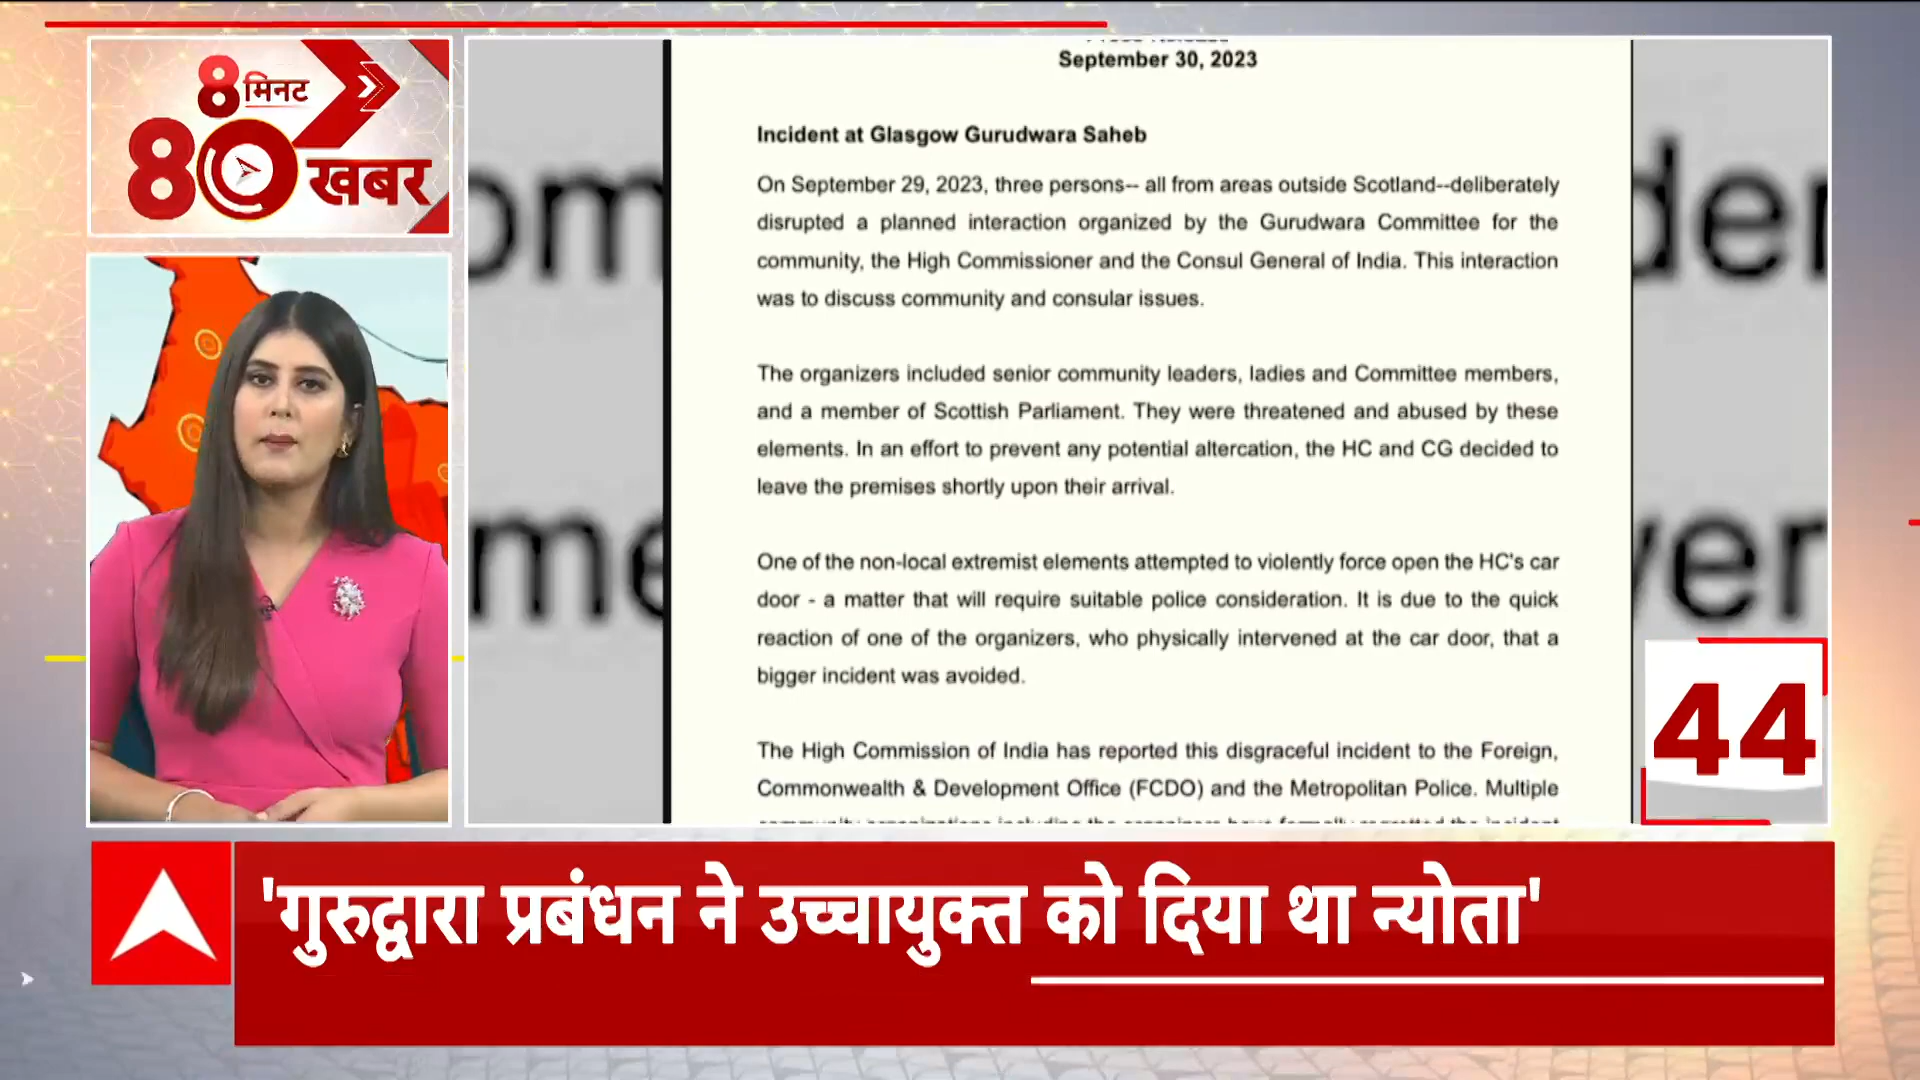 8 मिनट
80 खबर
September 30, 2023
Incident at Glasgow Gurudwara Saheb
On September 29, 2023, three persons-- all from areas outside Scotland--deliberately
disrupted a planned interaction organized by the Gurudwara Committee for the
community, the High Commissioner and the Consul General of India. This interaction
was to discuss community and consular issues.
The organizers included senior community leaders, ladies and Committee members,
and a member of Scottish Parliament. They were threatened and abused by these
elements. In an effort to prevent any potential altercation, the HC and CG decided to
leave the premises shortly upon their arrival.
One of the non-local extremist elements attempted to violently force open the HC's car
door - a matter that will require suitable police consideration. It is due to the quick
reaction of one of the organizers, who physically intervened at the car door, that a
bigger incident was avoided.
The High Commission of India has reported this disgraceful incident to the Foreign,
Commonwealth & Development Office (FCDO) and the Metropolitan Police. Multiple
44
'गुरुद्वारा प्रबंधन ने उच्चायुक्त को दिया था न्योता'